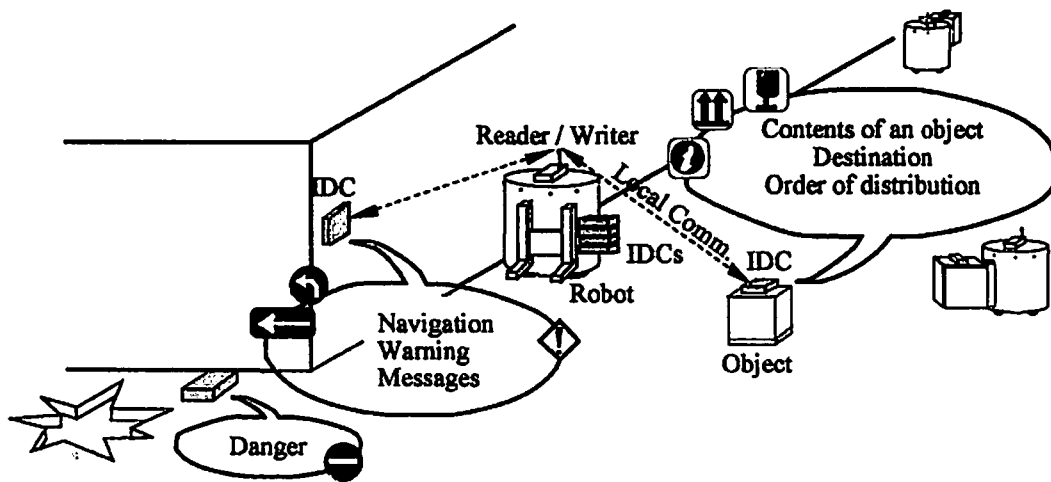 Reader / Writer
IDC
Local Comm.
Contents of an object
Destination
Order of distribution
IDCs
Robot
IDC
Object
Navigation
Warning
Messages
!
Danger